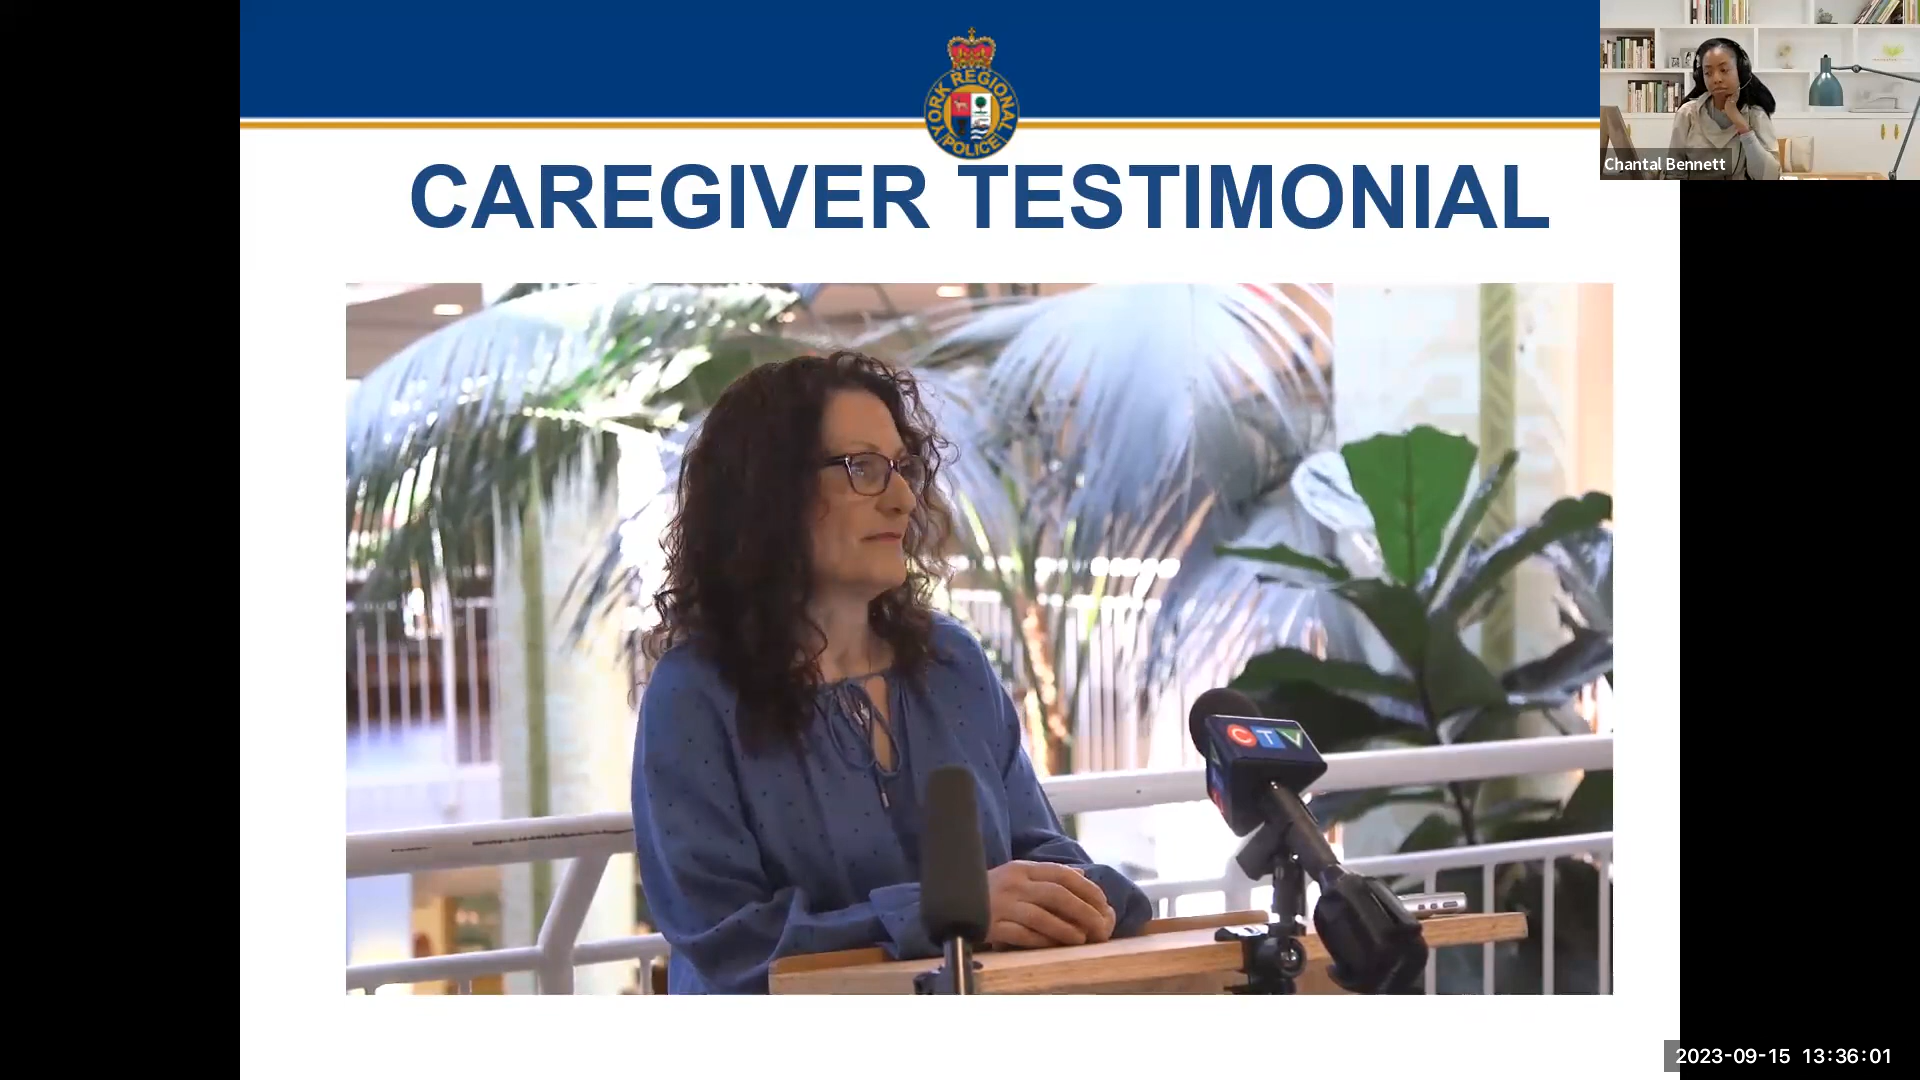 YORK REGIONAL
POLICE
Chantal Bennett
CAREGIVER TESTIMONIAL
CTV
2023-09-15 13:36:01